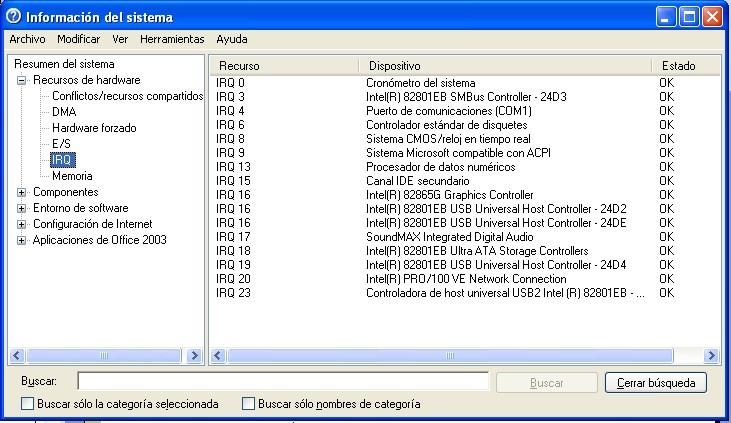 Información del sistema
Archivo Modificar Ver Herramientas Ayuda
Resumen del sistema
Recursos de hardware
Conflictos/recursos compartidos
DMA
Hardware forzado
E/S
IRQ
Memoria
Componentes
Entorno de software
Configuración de Internet
Aplicaciones de Office 2003
Recurso Dispositivo Estado
IRQ 0 Cronómetro del sistema OK
IRQ 3 Intel(R) 82801EB SMBus Controller - 24D3 OK
IRQ 4 Puerto de comunicaciones (COM1) OK
IRQ 6 Controlador estándar de disquetes OK
IRQ 8 Sistema CMOS/reloj en tiempo real OK
IRQ 9 Sistema Microsoft compatible con ACPI OK
IRQ 13 Procesador de datos numéricos OK
IRQ 15 Canal IDE secundario OK
IRQ 16 Intel(R) 82865G Graphics Controller OK
IRQ 16 Intel(R) 82801EB USB Universal Host Controller - 24D2 OK
IRQ 16 Intel(R) 82801EB USB Universal Host Controller - 24DE OK
IRQ 17 SoundMAX Integrated Digital Audio OK
IRQ 18 Intel(R) 82801EB Ultra ATA Storage Controllers OK
IRQ 19 Intel(R) 82801EB USB Universal Host Controller - 24D4 OK
IRQ 20 Intel(R) PRO/100 VE Network Connection OK
IRQ 23 Controladora de host universal USB2 Intel (R) 82801EB - ... OK
Buscar: Buscar Cerrar búsqueda
Buscar sólo la categoría seleccionada Buscar sólo nombres de categoría